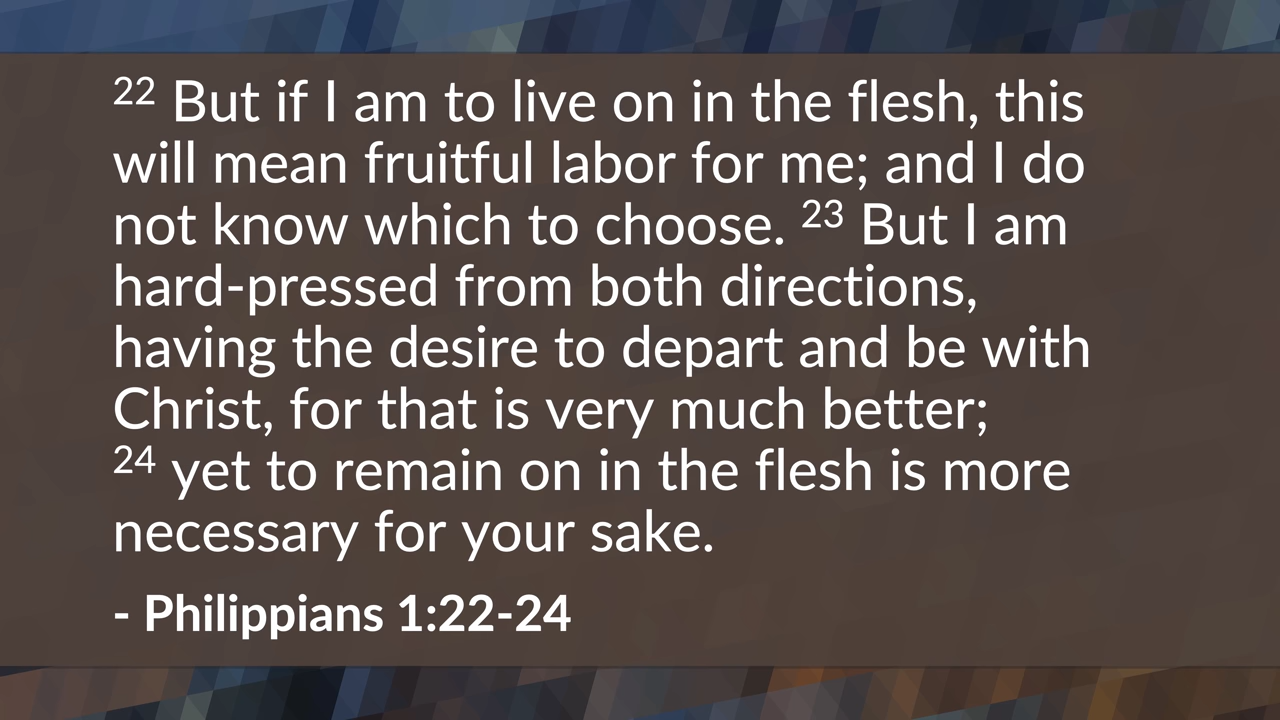 22 But if I am to live on in the flesh, this
will mean fruitful labor for me; and I do
not know which to choose. 23 But I am
hard-pressed from both directions,
having the desire to depart and be with
Christ, for that is very much better;
24 yet to remain on in the flesh is more
necessary for your sake.
- Philippians 1:22-24